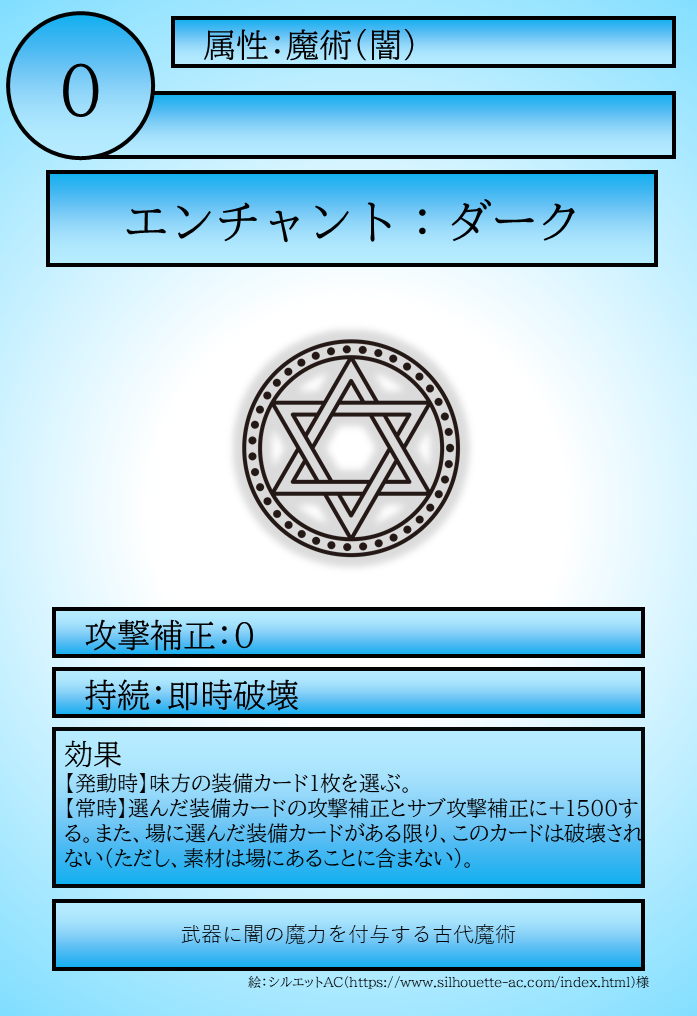 属性：魔術（闇）
0
エンチャント：ダーク
攻撃補正：0
持続：即時破壊
効果
【発動時】味方の装備カード1枚を選ぶ。
【常時】選んだ装備カードの攻撃補正とサブ攻撃補正に＋1500す
る。また、場に選んだ装備カードがある限り、このカードは破壊され
ない（ただし、素材は場にあることに含まない）。
武器に闇の魔力を付与する古代魔術
絵：シルエットAC（https://www.silhouette-ac.com/index.html）様